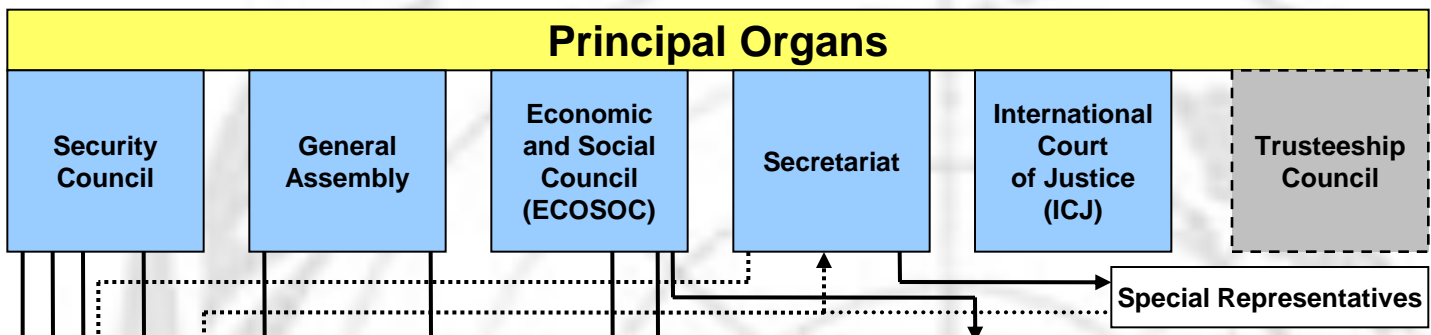 Principal Organs
Security
Council
General
Assembly
Economic
and Social
Council
(ECOSOC)
Secretariat
International
Court
of Justice
(ICJ)
Trusteeship
Council
Special Representatives